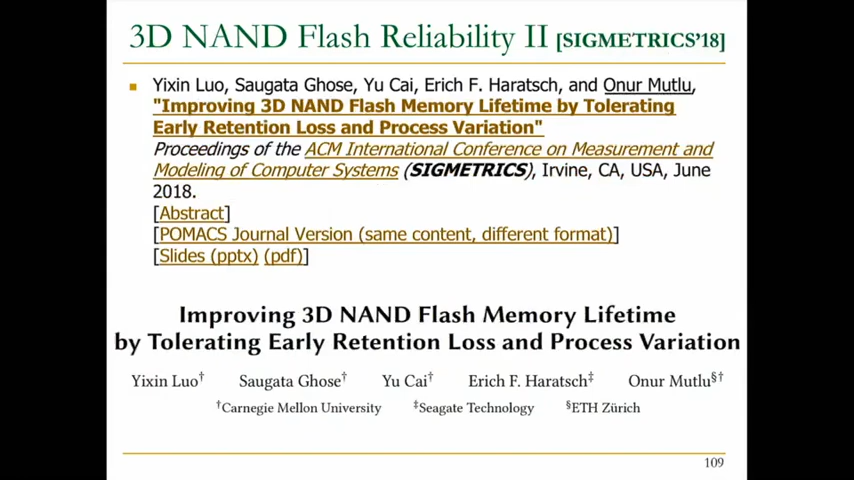 3D NAND Flash Reliability II [SIGMETRICS'18]
Yixin Luo, Saugata Ghose, Yu Cai, Erich F. Haratsch, and Onur Mutlu,
"Improving 3D NAND Flash Memory Lifetime by Tolerating
Early Retention Loss and Process Variation"
Proceedings of the ACM International Conference on Measurement and
Modeling of Computer Systems (SIGMETRICS), Irvine, CA, USA, June
2018.
[Abstract]
[POMACS Journal Version (same content, different format)]
[Slides (pptx) (pdf)]
Improving 3D NAND Flash Memory Lifetime
by Tolerating Early Retention Loss and Process Variation
Yixin Luo† Saugata Ghose† Yu Cai† Erich F. Haratsch‡ Onur Mutlu§†
†Carnegie Mellon University ‡Seagate Technology §ETH Zürich
109